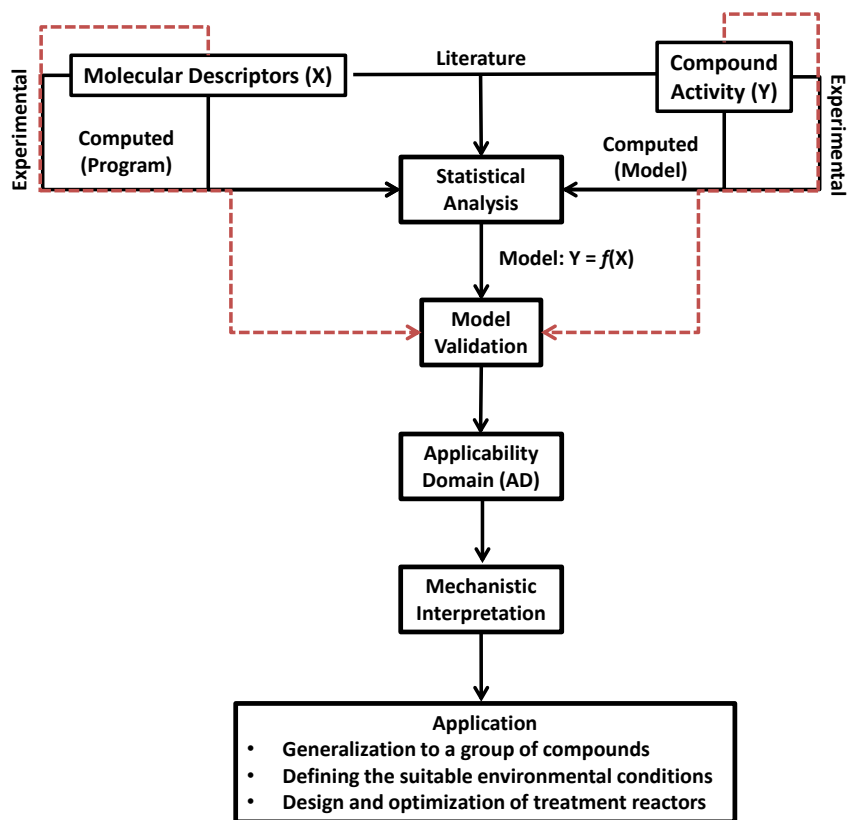 Literature
Molecular Descriptors (X)
Compound
Activity (Y)
Experimental
Experimental
Computed
(Program)
Computed
(Model)
Statistical
Analysis
Model: Y = f(X)
Model
Validation
Applicability
Domain (AD)
Mechanistic
Interpretation
Application
• Generalization to a group of compounds
• Defining the suitable environmental conditions
• Design and optimization of treatment reactors